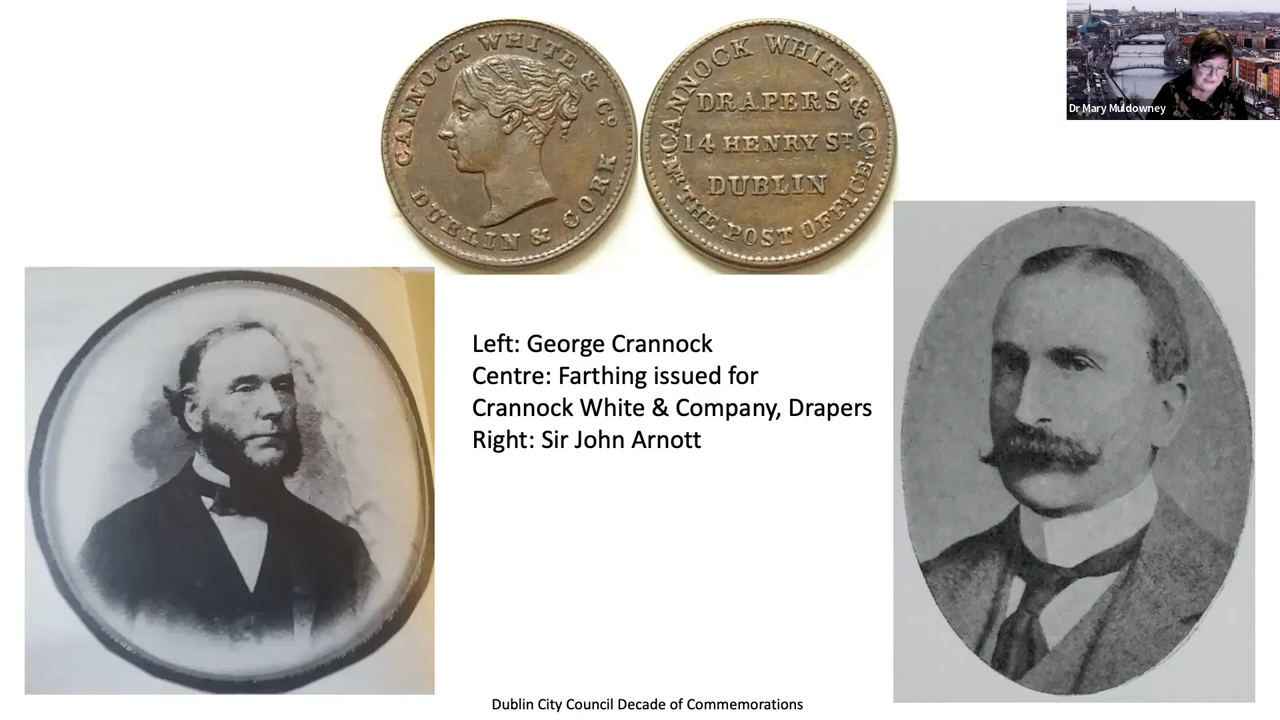 CANNOCK WHITE & Co
DUBLIN & CORK
CANNOCK WHITE & Co
DRAPERS
14 HENRY ST
DUBLIN
NR THE POST OFFICE
Dr Mary Muldowney
Left: George Crannock
Centre: Farthing issued for
Crannock White & Company, Drapers
Right: Sir John Arnott
Dublin City Council Decade of Commemorations